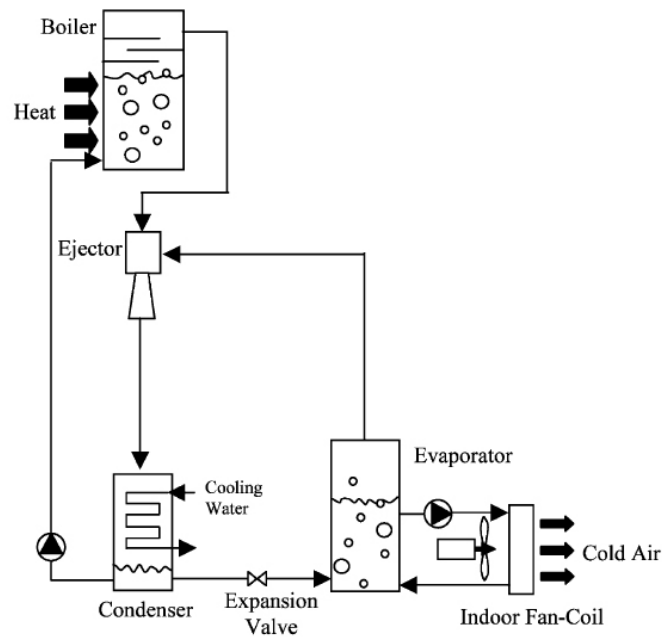 Boiler
Heat
Ejector
Cooling
Water
Evaporator
Cold Air
Condenser
Expansion
Valve
Indoor Fan-Coil